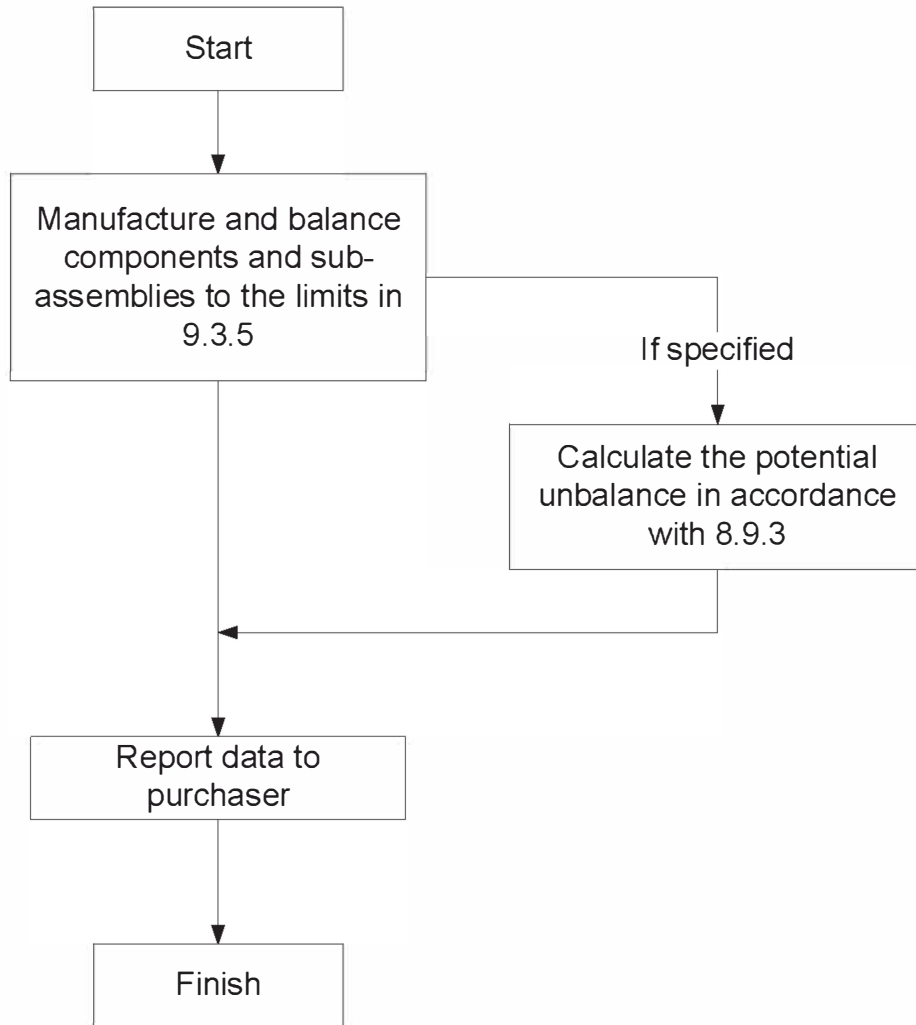 Start
Manufacture and balance
components and sub-
assemblies to the limits in
9.3.5
If specified
Calculate the potential
unbalance in accordance
with 8.9.3
Report data to
purchaser
Finish